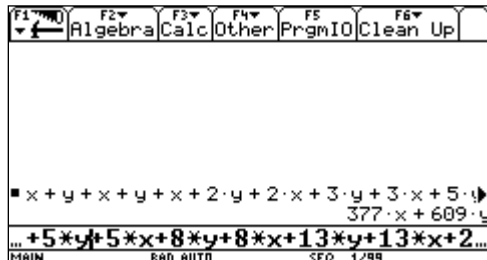 F1 F2 Algebra F3 Calc F4 Other F5 PrgmIO F6 Clean Up
x + y + x + y + x + 2·y + 2·x + 3·y + 3·x + 5·y
377·x + 609·y
…+5*y+5*x+8*y+8*x+13*y+13*x+2…
MAIN RAD AUTO SEQ 1/99